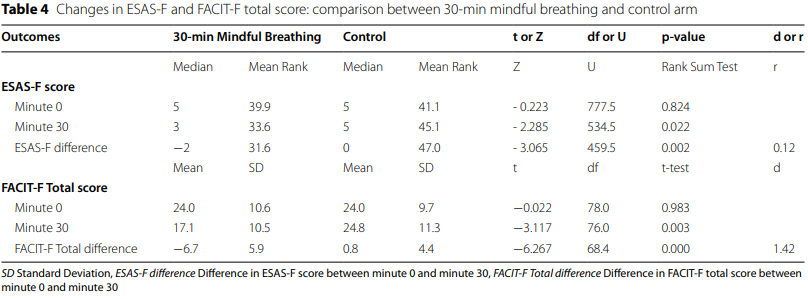 Table 4 Changes in ESAS-F and FACIT-F total score: comparison between 30-min mindful breathing and control arm
Outcomes 30-min Mindful Breathing Control t or Z df or U p-value d or r
Median Mean Rank Median Mean Rank Z U Rank Sum Test r
ESAS-F score
Minute 0 5 39.9 5 41.1 - 0.223 777.5 0.824
Minute 30 3 33.6 5 45.1 - 2.285 534.5 0.022
ESAS-F difference −2 31.6 0 47.0 - 3.065 459.5 0.002 0.12
Mean SD Mean SD t df t-test d
FACIT-F Total score
Minute 0 24.0 10.6 24.0 9.7 −0.022 78.0 0.983
Minute 30 17.1 10.5 24.8 11.3 −3.117 76.0 0.003
FACIT-F Total difference −6.7 5.9 0.8 4.4 −6.267 68.4 0.000 1.42
SD Standard Deviation, ESAS-F difference Difference in ESAS-F score between minute 0 and minute 30, FACIT-F Total difference Difference in FACIT-F total score between
minute 0 and minute 30